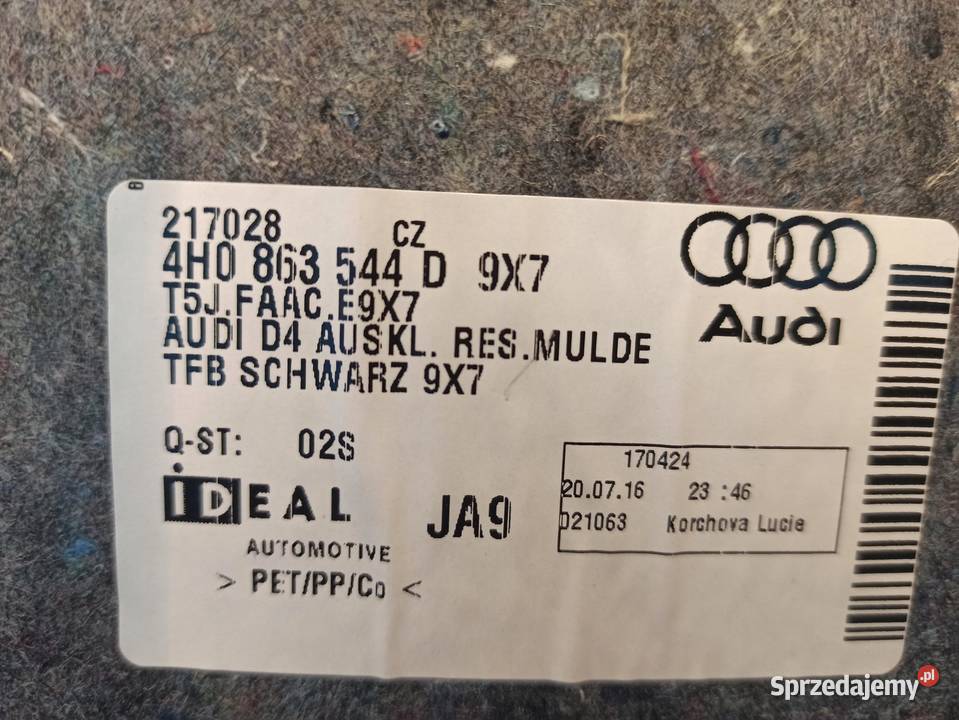 217028 CZ
4H0 863 544 D 9X7
T5J.FAAC.E9X7
AUDI D4 AUSKL. RES.MULDE
TFB SCHWARZ 9X7
Audi
Q-ST: 02S
iDEAL
AUTOMOTIVE
> PET/PP/Co <
JA9
170424
20.07.16 23:46
021063 Korchova Lucie
Sprzedajemy.pl